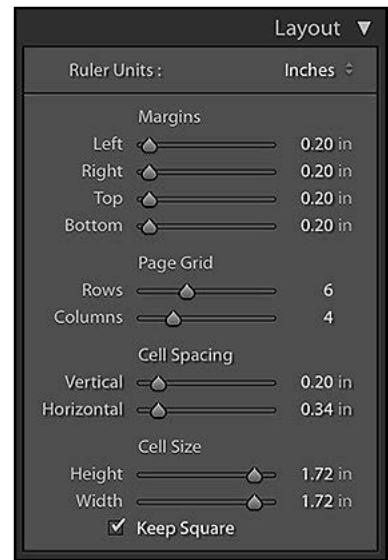 Layout ▼
Ruler Units : Inches
Margins
Left 0.20 in
Right 0.20 in
Top 0.20 in
Bottom 0.20 in
Page Grid
Rows 6
Columns 4
Cell Spacing
Vertical 0.20 in
Horizontal 0.34 in
Cell Size
Height 1.72 in
Width 1.72 in
Keep Square